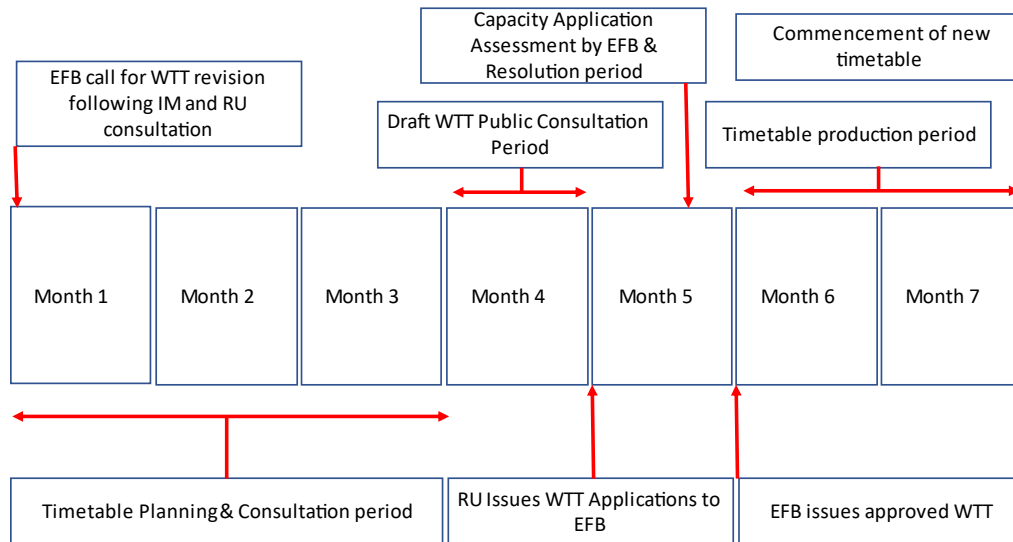 Capacity Application
Assessment by EFB &
Resolution period
Commencement of new
timetable
EFB call for WTT revision
following IM and RU
consultation
Draft WTT Public Consultation
Period
Timetable production period
Month 1
Month 2
Month 3
Month 4
Month 5
Month 6
Month 7
Timetable Planning& Consultation period
RU Issues WTT Applications to
EFB
EFB issues approved WTT